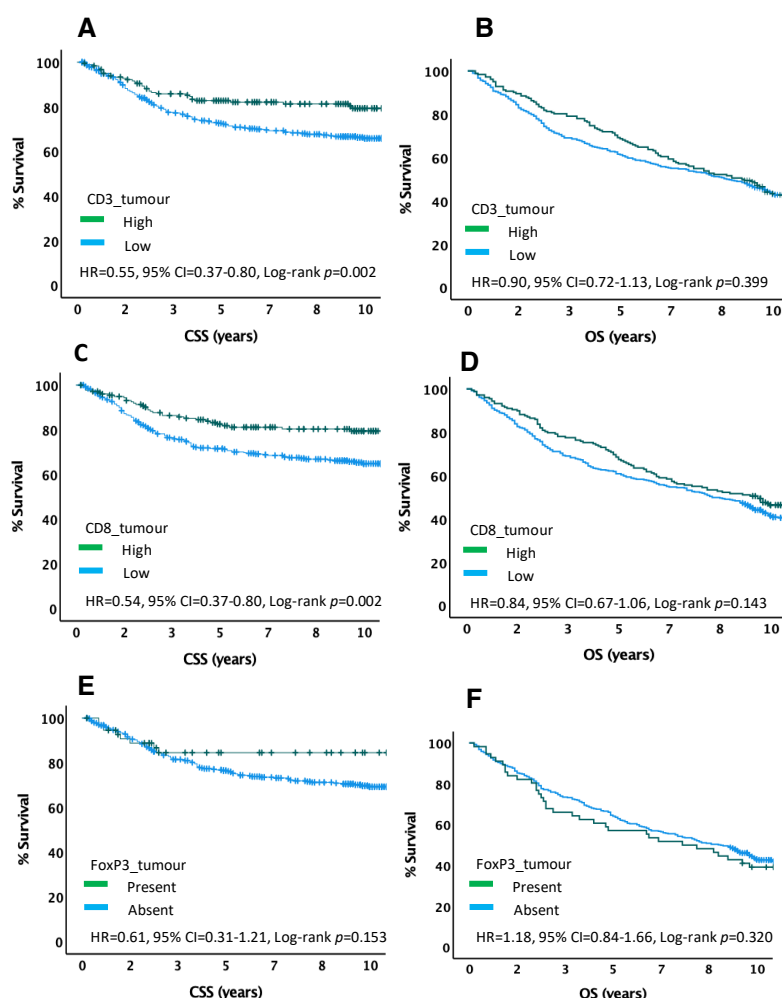 A
100
80
60
40
20
0
% Survival
CD3_tumour
High
Low
HR=0.55, 95% CI=0.37-0.80, Log-rank p=0.002
0 2 3 5 7 8 10
CSS (years)
B
100
80
60
40
20
0
% Survival
CD3_tumour
High
Low
HR=0.90, 95% CI=0.72-1.13, Log-rank p=0.399
0 2 3 5 7 8 10
OS (years)
C
100
80
60
40
20
0
% Survival
CD8_tumour
High
Low
HR=0.54, 95% CI=0.37-0.80, Log-rank p=0.002
0 2 3 5 7 8 10
CSS (years)
D
100
80
60
40
20
0
% Survival
CD8_tumour
High
Low
HR=0.84, 95% CI=0.67-1.06, Log-rank p=0.143
0 2 3 5 7 8 10
OS (years)
E
100
80
60
40
20
0
% Survival
FoxP3_tumour
Present
Absent
HR=0.61, 95% CI=0.31-1.21, Log-rank p=0.153
0 2 3 5 7 8 10
CSS (years)
F
100
80
60
40
20
0
% Survival
FoxP3_tumour
Present
Absent
HR=1.18, 95% CI=0.84-1.66, Log-rank p=0.320
0 2 3 5 7 8 10
OS (years)